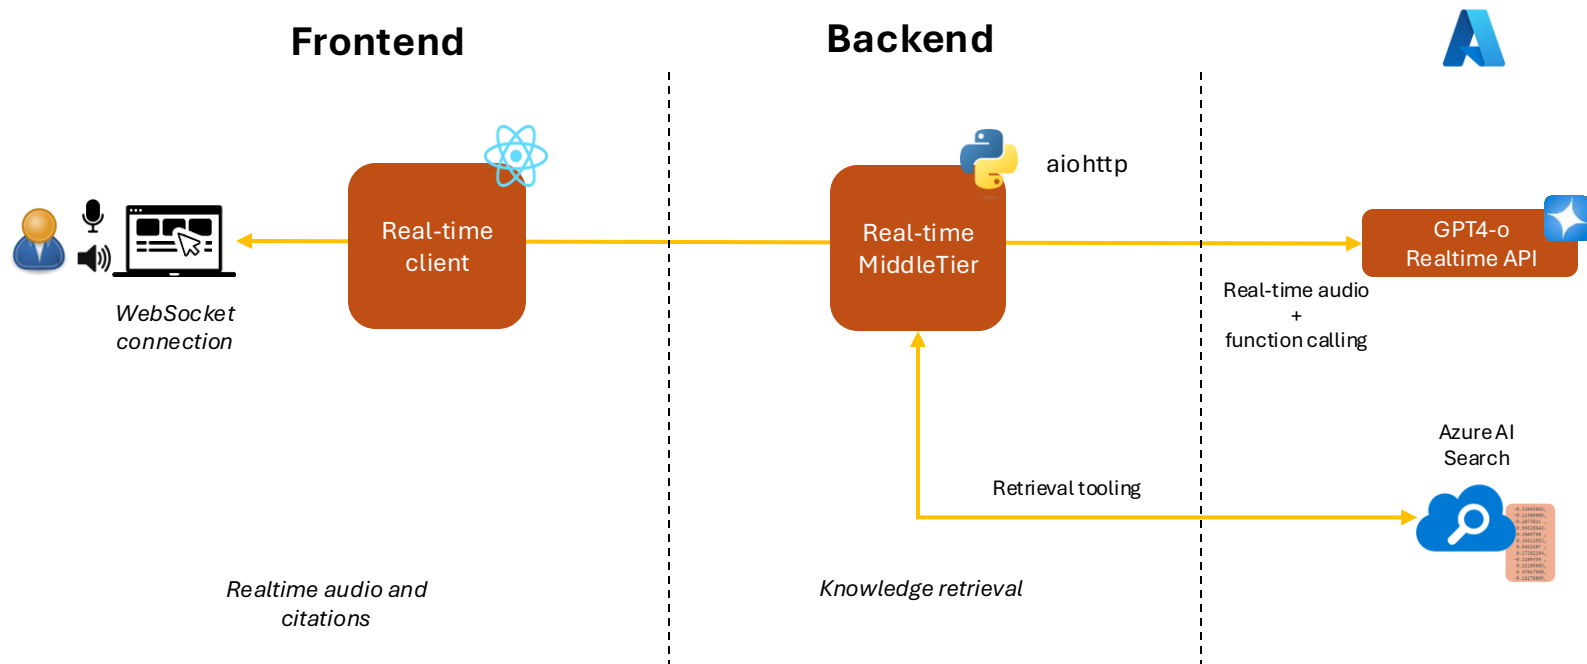 Frontend
Backend
aiohttp
Real-time
client
Real-time
MiddleTier
GPT4-o
Realtime API
WebSocket
connection
Real-time audio
+
function calling
Azure AI
Search
Retrieval tooling
Realtime audio and
citations
Knowledge retrieval